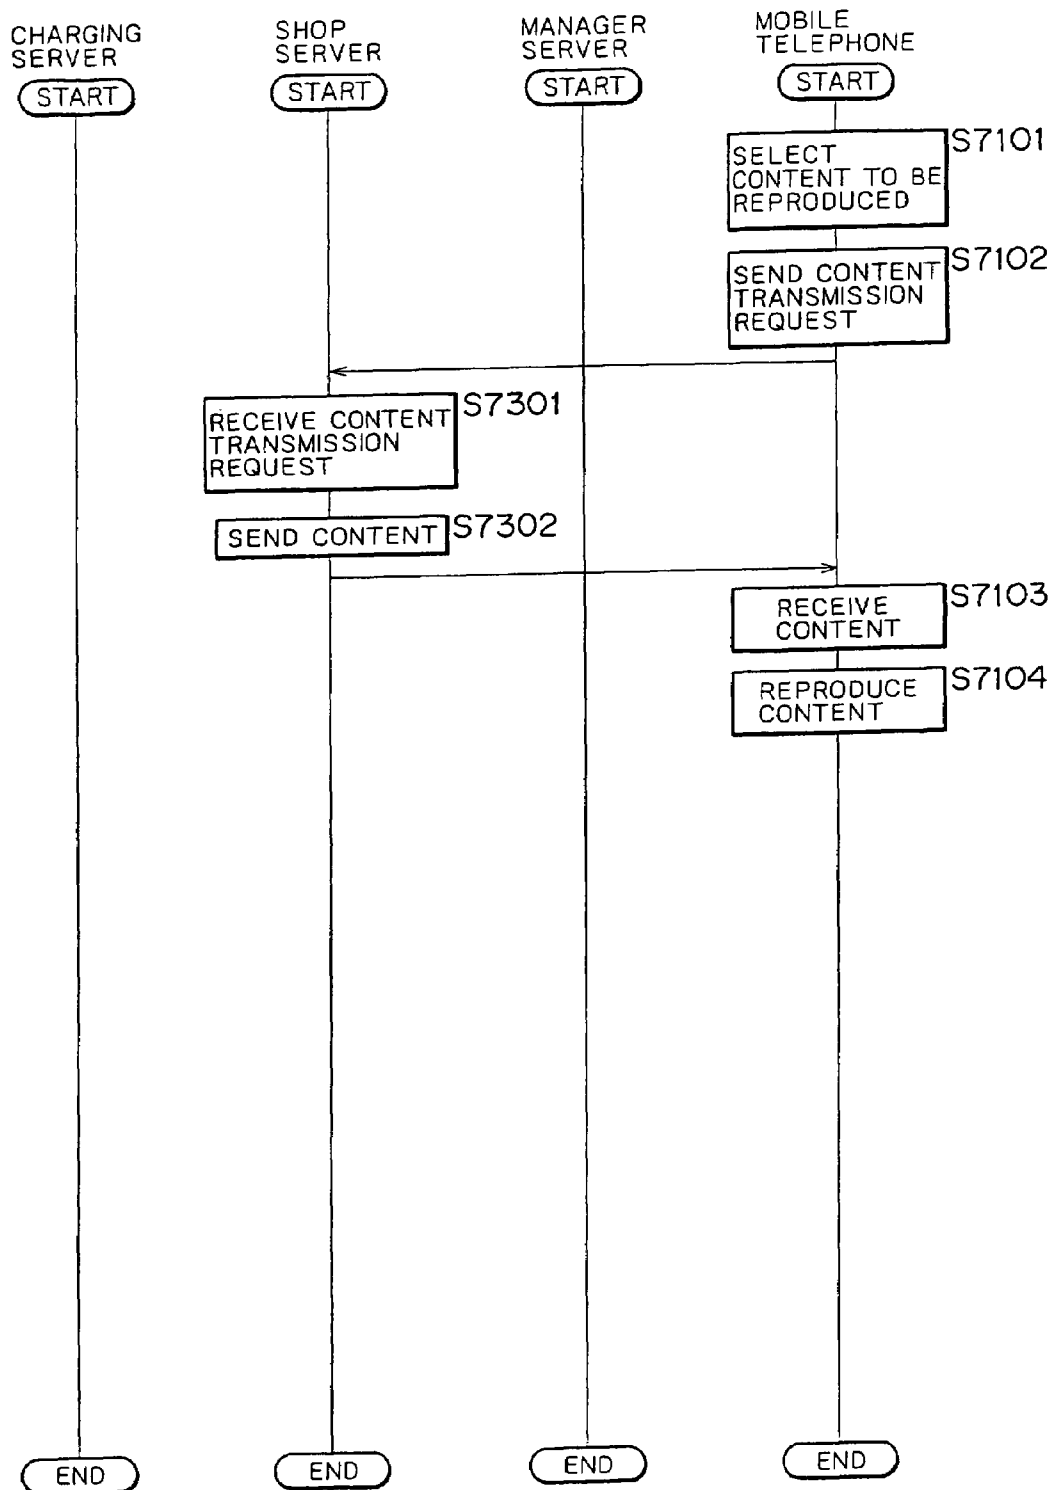 CHARGING
SERVER
SHOP
SERVER
MANAGER
SERVER
MOBILE
TELEPHONE
START
START
START
START
SELECT
CONTENT TO BE
REPRODUCED
S7101
SEND CONTENT
TRANSMISSION
REQUEST
S7102
RECEIVE CONTENT
TRANSMISSION
REQUEST
S7301
SEND CONTENT
S7302
RECEIVE
CONTENT
S7103
REPRODUCE
CONTENT
S7104
END
END
END
END